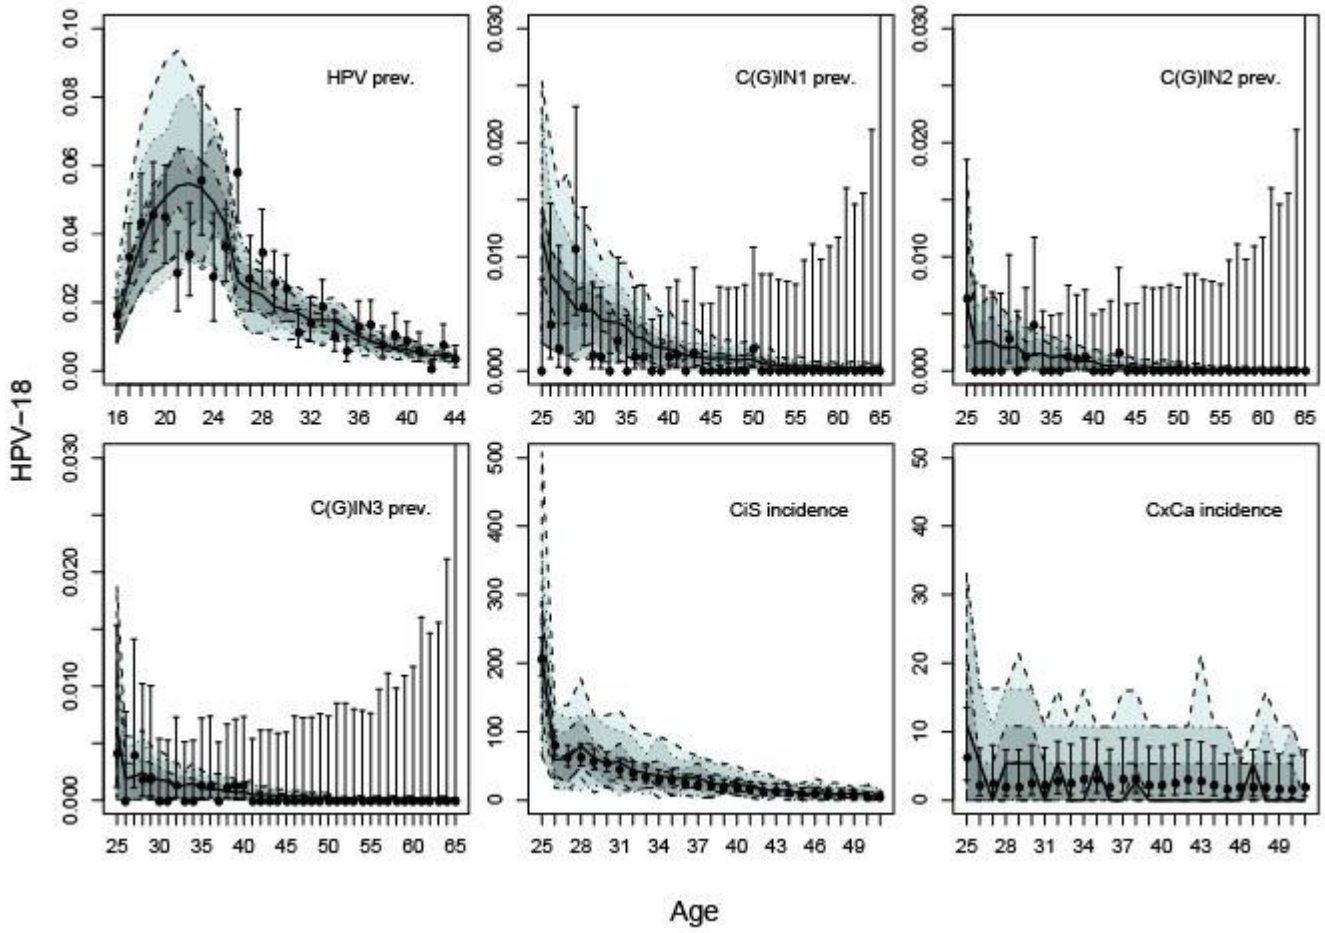 HPV−18
0.00 0.02 0.04 0.06 0.08 0.10
HPV prev.
16 20 24 28 32 36 40 44
0.000 0.010 0.020 0.030
C(G)IN1 prev.
25 30 35 40 45 50 55 60 65
0.000 0.010 0.020 0.030
C(G)IN2 prev.
25 30 35 40 45 50 55 60 65
0.000 0.010 0.020 0.030
C(G)IN3 prev.
25 30 35 40 45 50 55 60 65
0 100 200 300 400 500
CiS incidence
25 28 31 34 37 40 43 46 49
0 10 20 30 40 50
CxCa incidence
25 28 31 34 37 40 43 46 49
Age